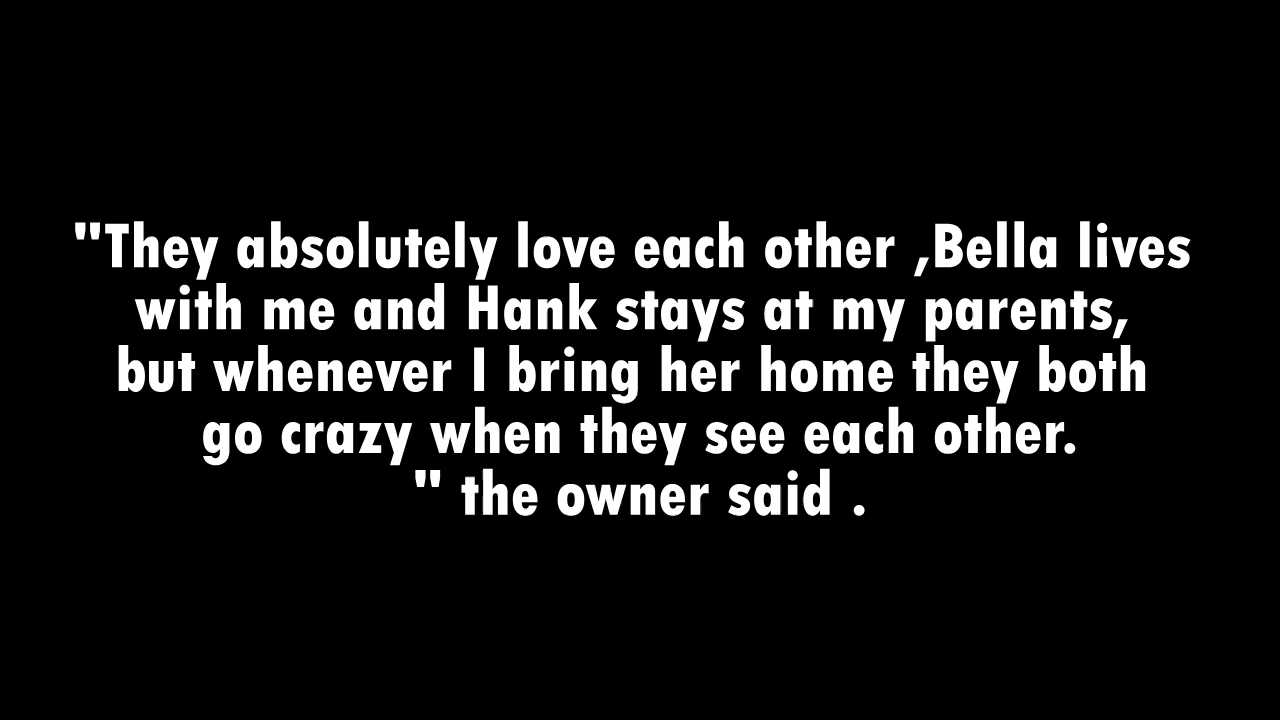 "They absolutely love each other ,Bella lives
with me and Hank stays at my parents,
but whenever I bring her home they both
go crazy when they see each other.
" the owner said .